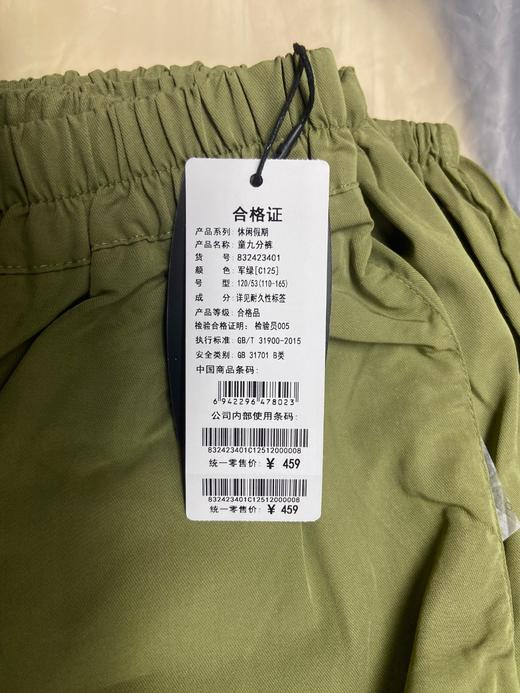 合格证
产品系列: 休闲假期
产品名称: 童九分裤
货 号: 832423401
颜 色: 军绿[C125]
号 型: 120/53(110-165)
成 分: 详见耐久性标签
产品等级: 合格品
检验合格证明: 检验员005
执行标准: GB/T 31900-2015
安全类别: GB 31701 B类
中国商品条码:
6 942296 478023
公司内部使用条码:
832423401C12512000008
统一零售价: ¥ 459
832423401C12512000008
统一零售价: ¥ 459